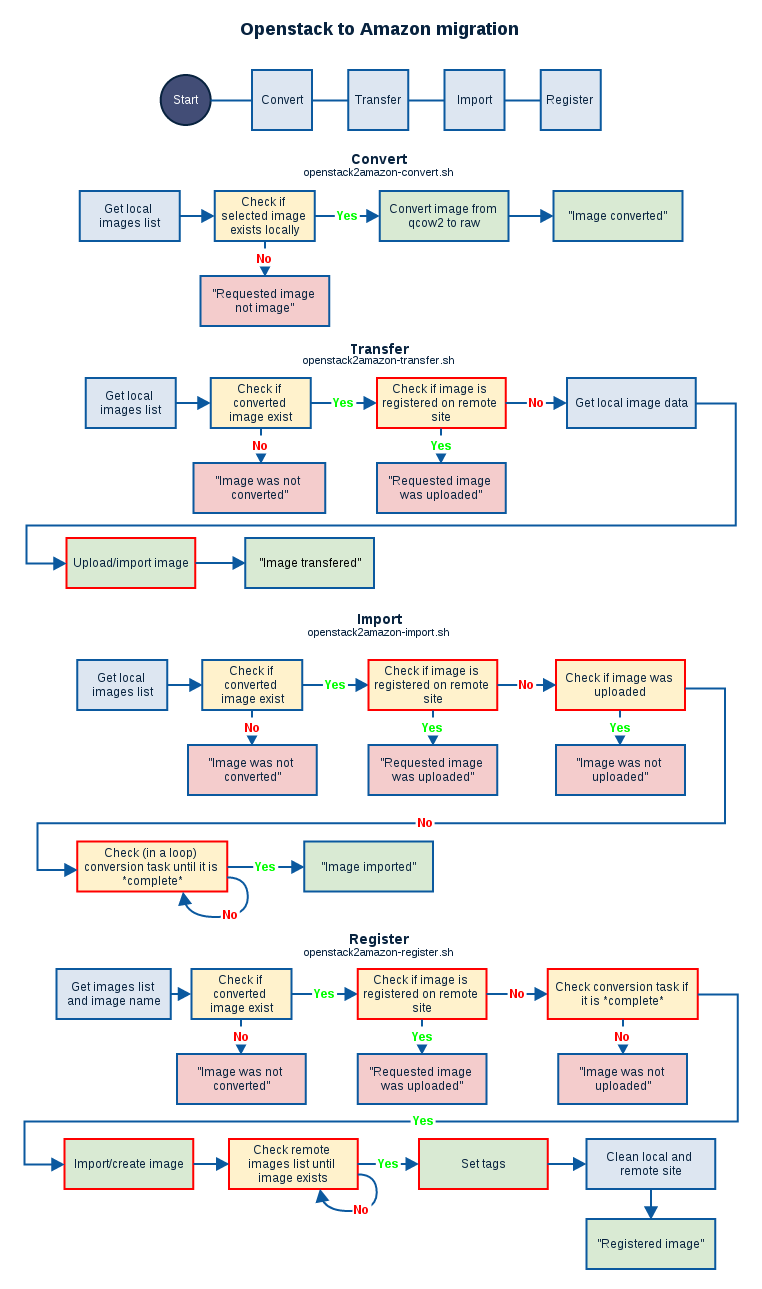 Openstack to Amazon migration
Start
Convert
Transfer
Import
Register
Convert
openstack2amazon-convert.sh
Get local
images list
Check if
selected image
exists locally
Yes
Convert image from
qcow2 to raw
"Image converted"
No
"Requested image
not image"
Transfer
openstack2amazon-transfer.sh
Get local
images list
Check if
converted
image exist
Yes
Check if image is
registered on remote
site
No
Get local image data
No
"Image was not
converted"
Yes
"Requested image
was uploaded"
Upload/import image
"Image transfered"
Import
openstack2amazon-import.sh
Get local
images list
Check if
converted
image exist
Yes
Check if image is
registered on remote
site
No
Check if image was
uploaded
No
"Image was not
converted"
Yes
"Requested image
was uploaded"
Yes
"Image was not
uploaded"
No
Check (in a loop)
conversion task until it is
*complete*
Yes
"Image imported"
No
Register
openstack2amazon-register.sh
Get images list
and image name
Check if
converted
image exist
Yes
Check if image is
registered on remote
site
No
Check conversion task if
it is *complete*
No
"Image was not
converted"
Yes
"Requested image
was uploaded"
No
"Image was not
uploaded"
Yes
Import/create image
Check remote
images list until
image exists
Yes
Set tags
Clean local and
remote site
No
"Registered image"